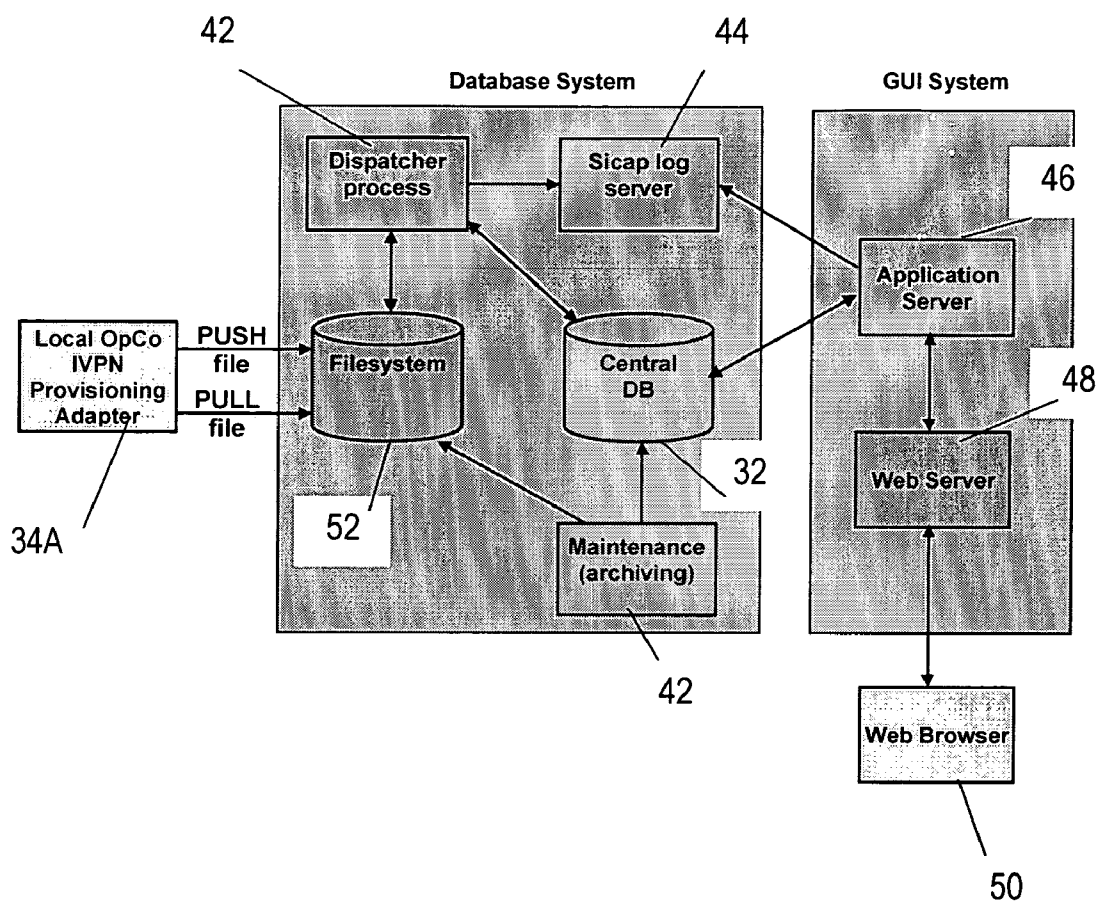 42
44
Database System
GUI System
Dispatcher
process
Sicap log
server
46
Application
Server
Local OpCo
IVPN
Provisioning
Adapter
PUSH
file
PULL
file
Filesystem
Central
DB
48
Web Server
34A
52
32
Maintenance
(archiving)
42
Web Browser
50